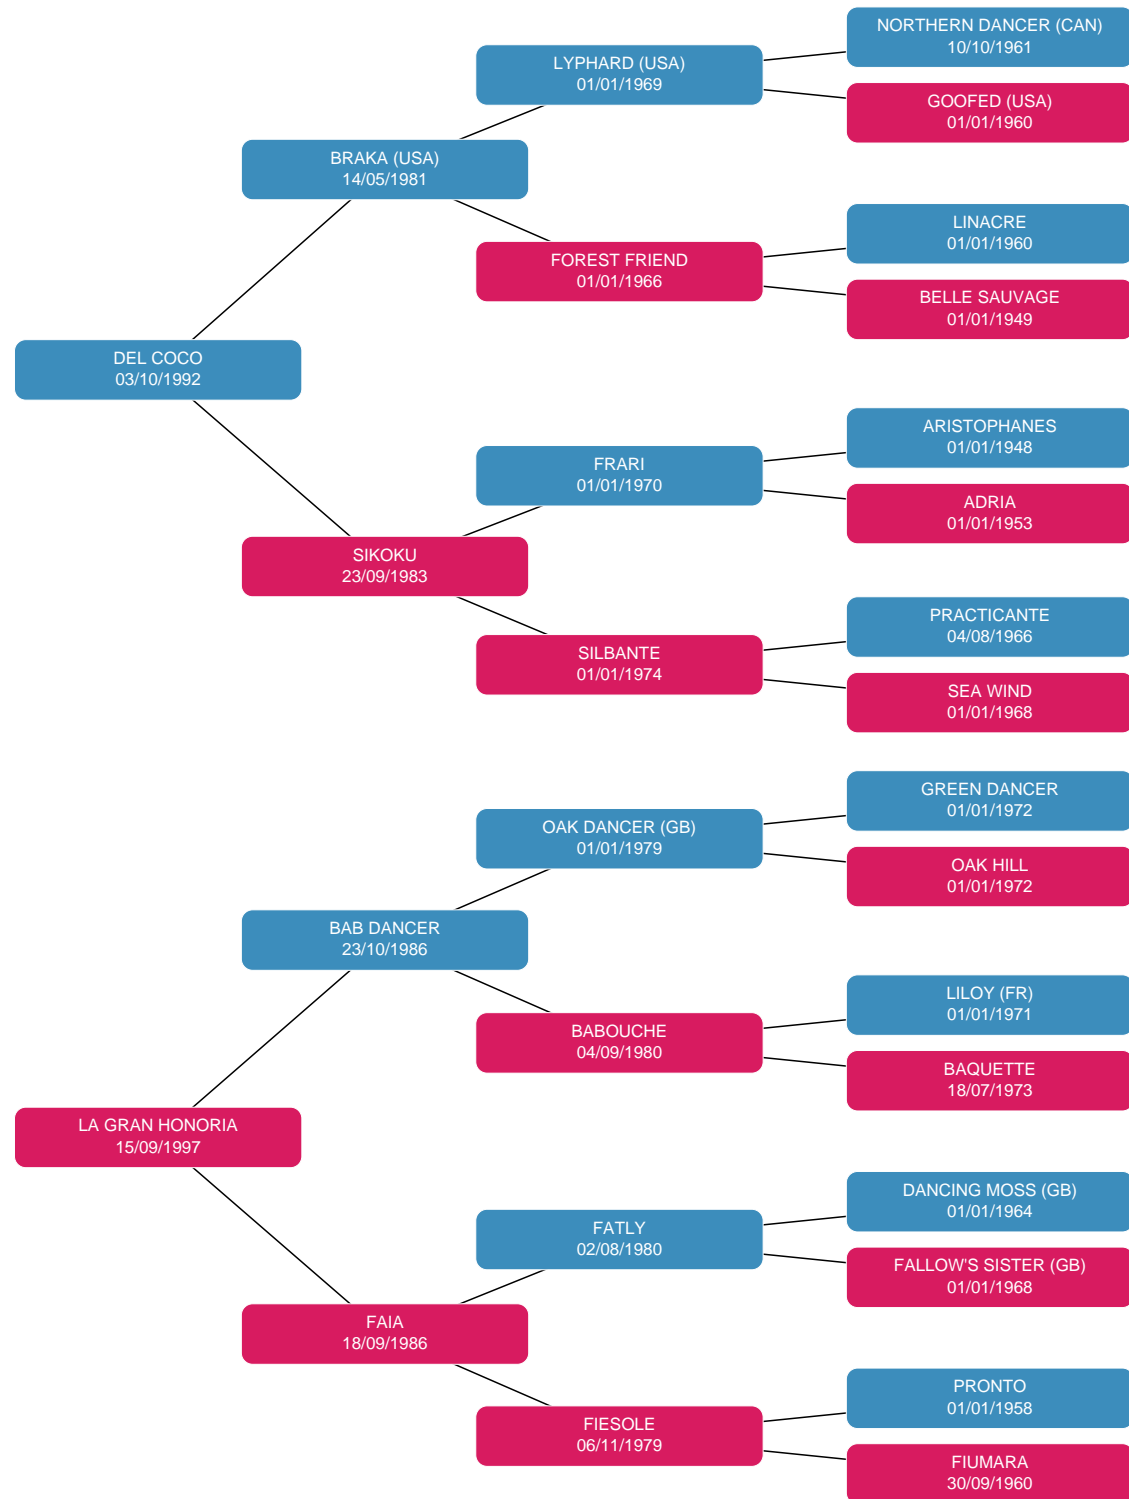 NORTHERN DANCER (CAN)
10/10/1961
LYPHARD (USA)
01/01/1969
GOOFED (USA)
01/01/1960
BRAKA (USA)
14/05/1981
LINACRE
01/01/1960
FOREST FRIEND
01/01/1966
BELLE SAUVAGE
01/01/1949
DEL COCO
03/10/1992
ARISTOPHANES
01/01/1948
FRARI
01/01/1970
ADRIA
01/01/1953
SIKOKU
23/09/1983
PRACTICANTE
04/08/1966
SILBANTE
01/01/1974
SEA WIND
01/01/1968
GREEN DANCER
01/01/1972
OAK DANCER (GB)
01/01/1979
OAK HILL
01/01/1972
BAB DANCER
23/10/1986
LILOY (FR)
01/01/1971
BABOUCHE
04/09/1980
BAQUETTE
18/07/1973
LA GRAN HONORIA
15/09/1997
DANCING MOSS (GB)
01/01/1964
FATLY
02/08/1980
FALLOW'S SISTER (GB)
01/01/1968
FAIA
18/09/1986
PRONTO
01/01/1958
FIESOLE
06/11/1979
FIUMARA
30/09/1960